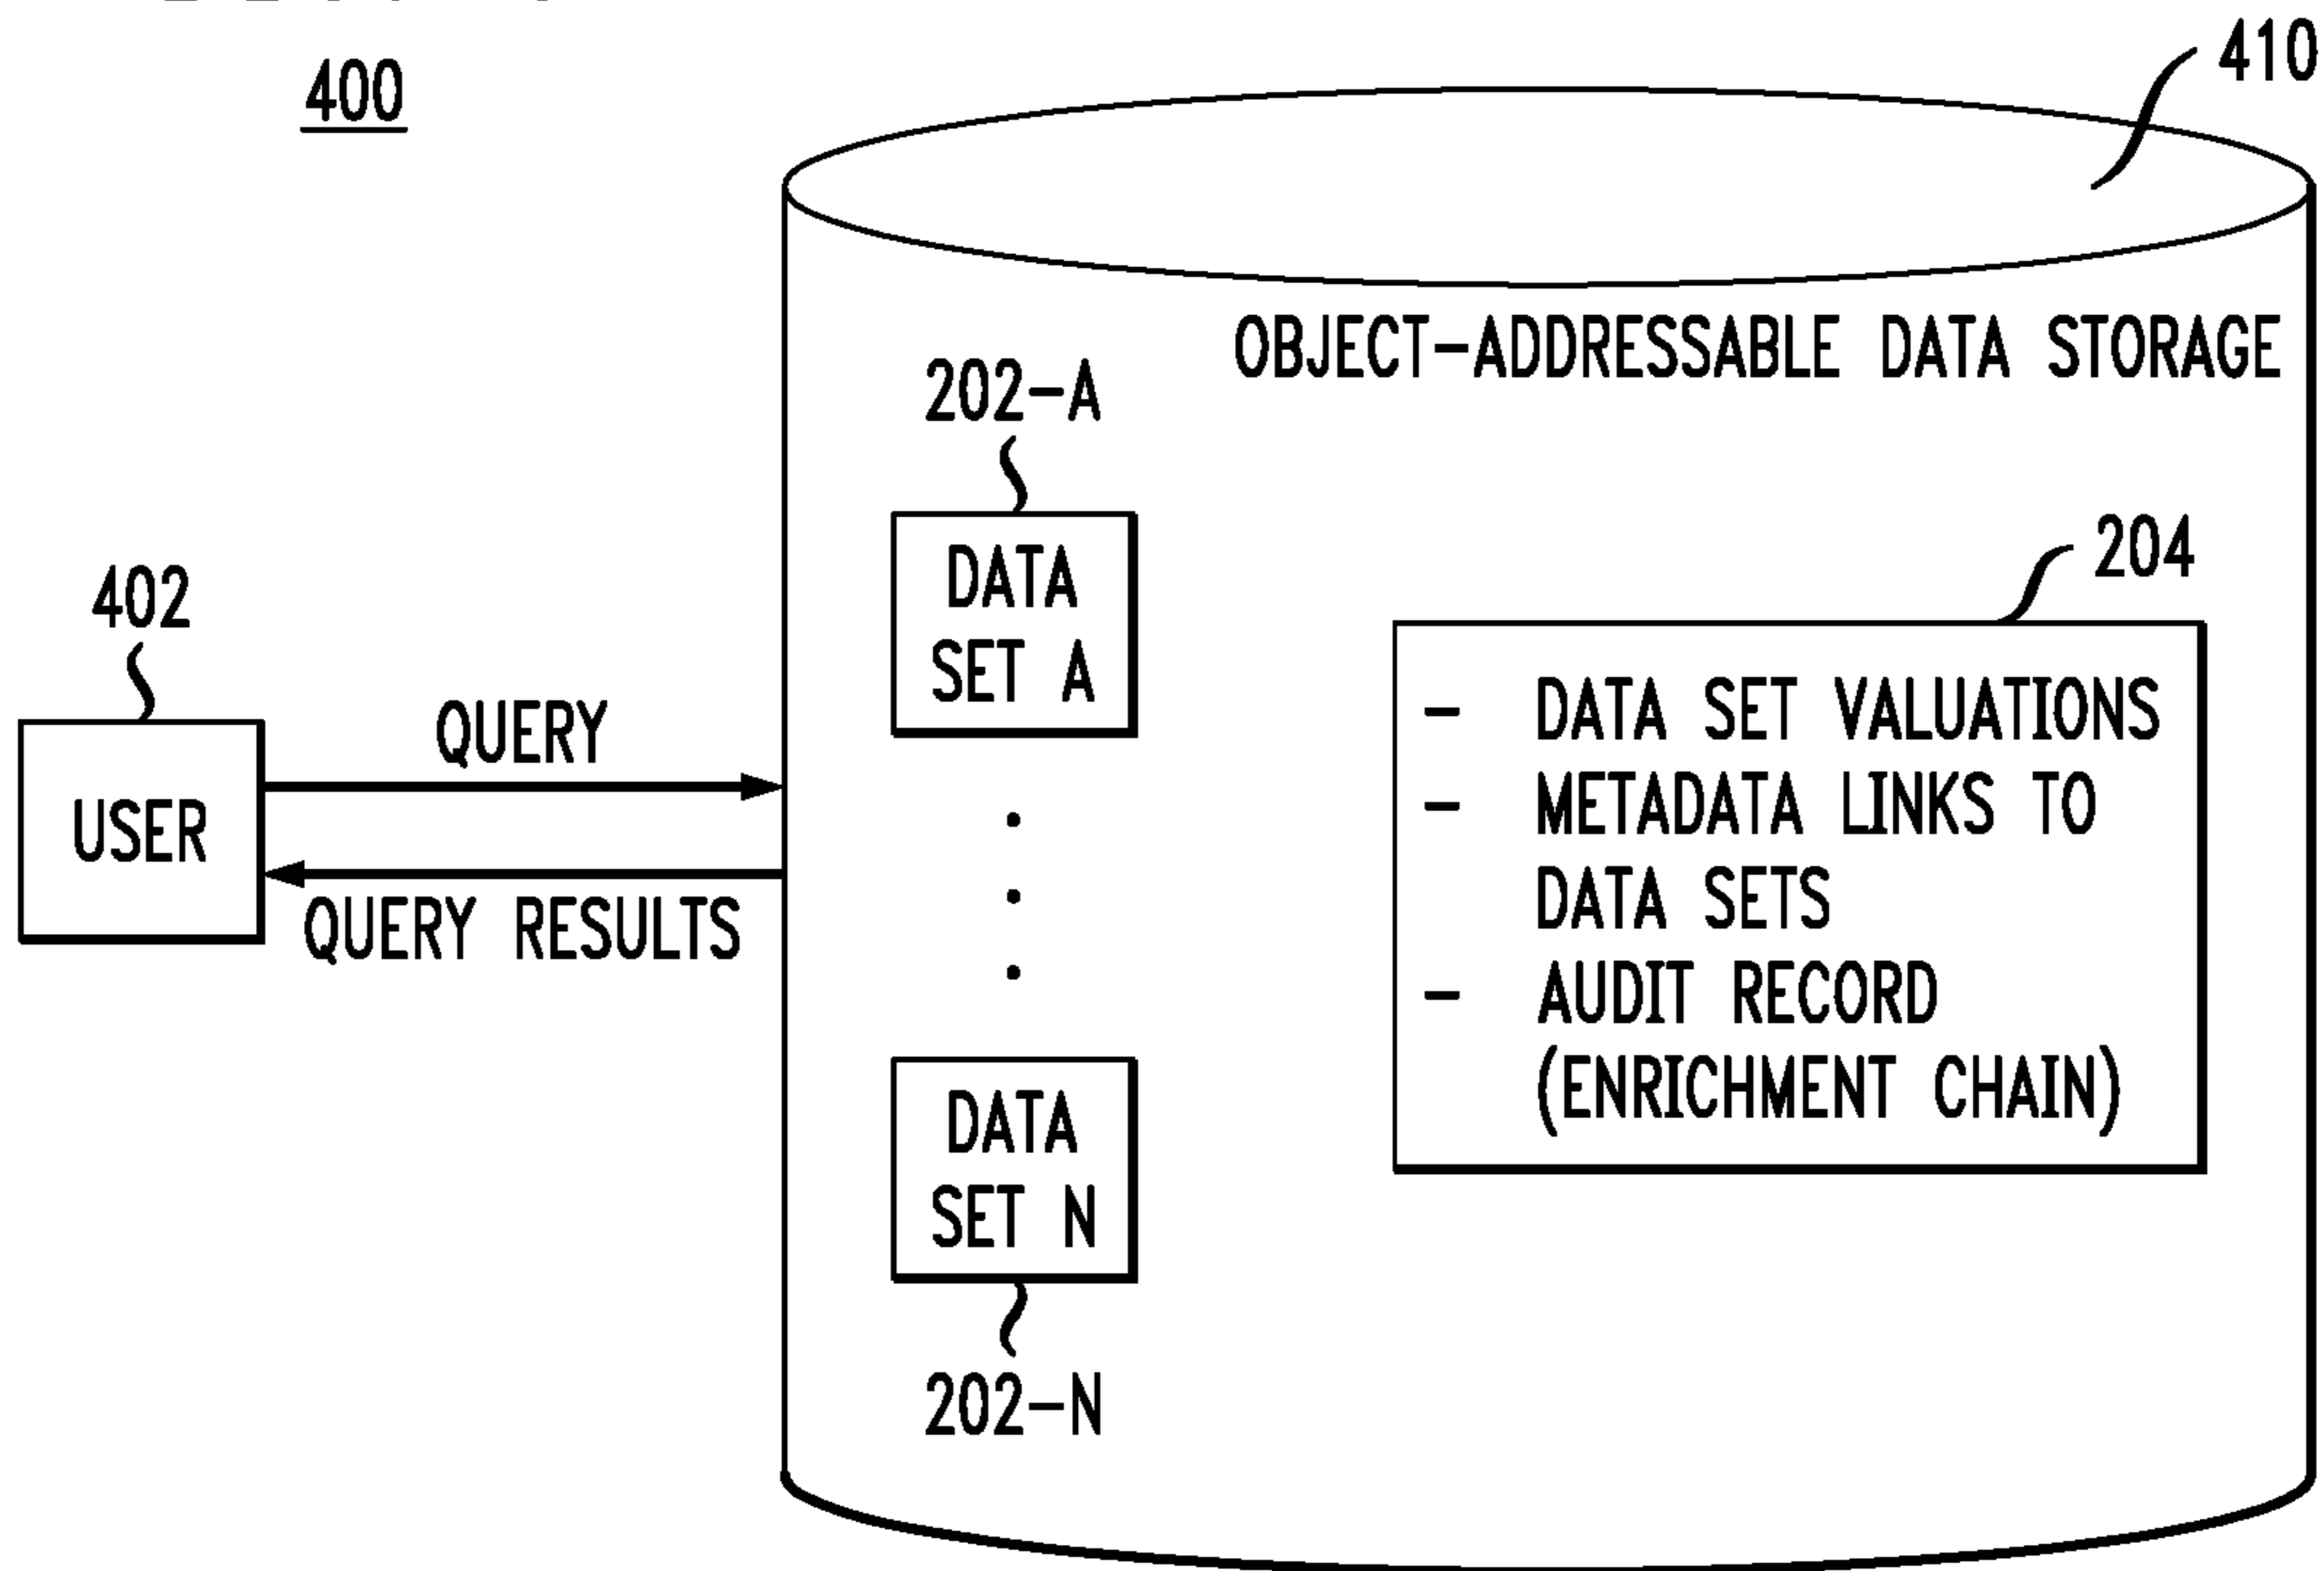 400
410
OBJECT-ADDRESSABLE DATA STORAGE
202-A
DATA
SET A
204
- DATA SET VALUATIONS
- METADATA LINKS TO
DATA SETS
- AUDIT RECORD
(ENRICHMENT CHAIN)
402
USER
QUERY
QUERY RESULTS
DATA
SET N
202-N